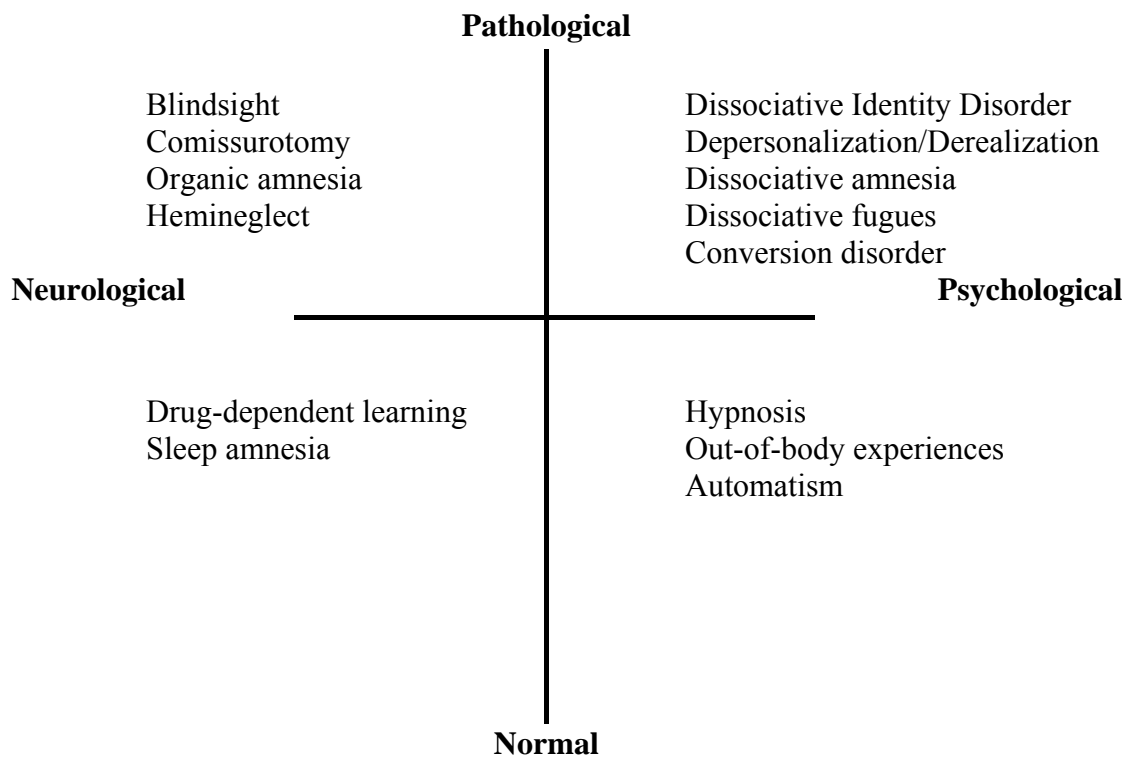 Pathological
Blindsight
Comissurotomy
Organic amnesia
Hemineglect
Dissociative Identity Disorder
Depersonalization/Derealization
Dissociative amnesia
Dissociative fugues
Conversion disorder
Neurological
Psychological
Drug-dependent learning
Sleep amnesia
Hypnosis
Out-of-body experiences
Automatism
Normal